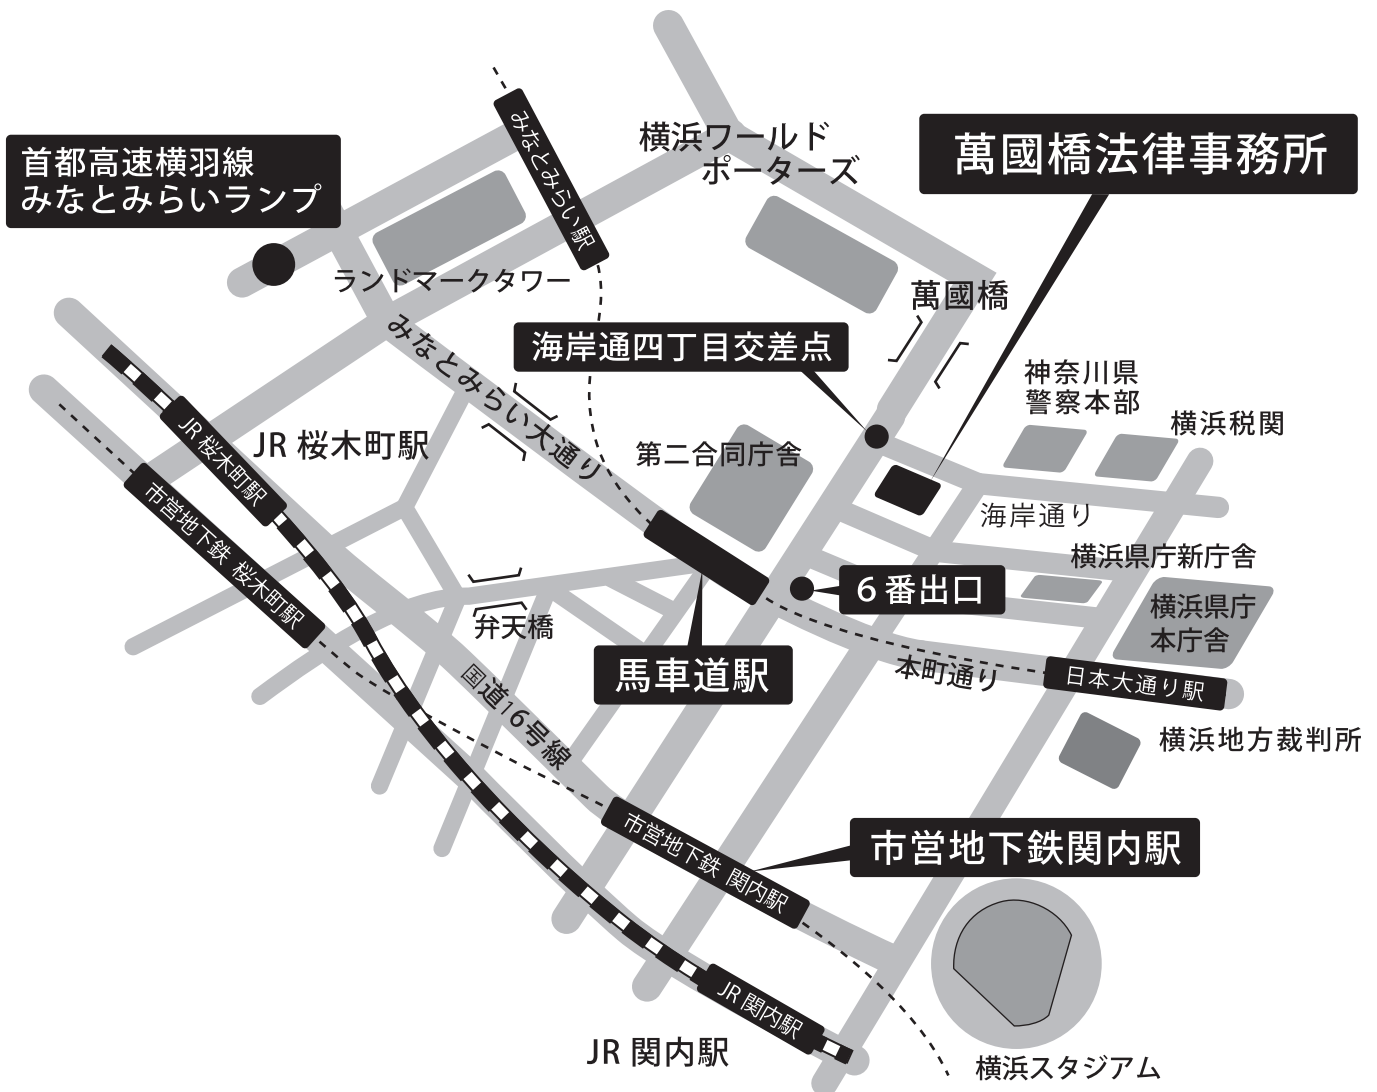 みなとみらい駅
横浜ワールド
ポーターズ
萬國橋法律事務所
首都高速横羽線
みなとみらいランプ
ランドマークタワー
萬國橋
みなとみらい大通り
海岸通四丁目交差点
神奈川県
警察本部
横浜税関
JR 桜木町駅
JR 桜木町駅
第二合同庁舎
市営地下鉄 桜木町駅
海岸通り
横浜県庁新庁舎
6番出口
横浜県庁
本庁舎
弁天橋
馬車道駅
本町通り
日本大通り駅
国道16号線
横浜地方裁判所
市営地下鉄 関内駅
市営地下鉄関内駅
JR 関内駅
JR 関内駅
横浜スタジアム